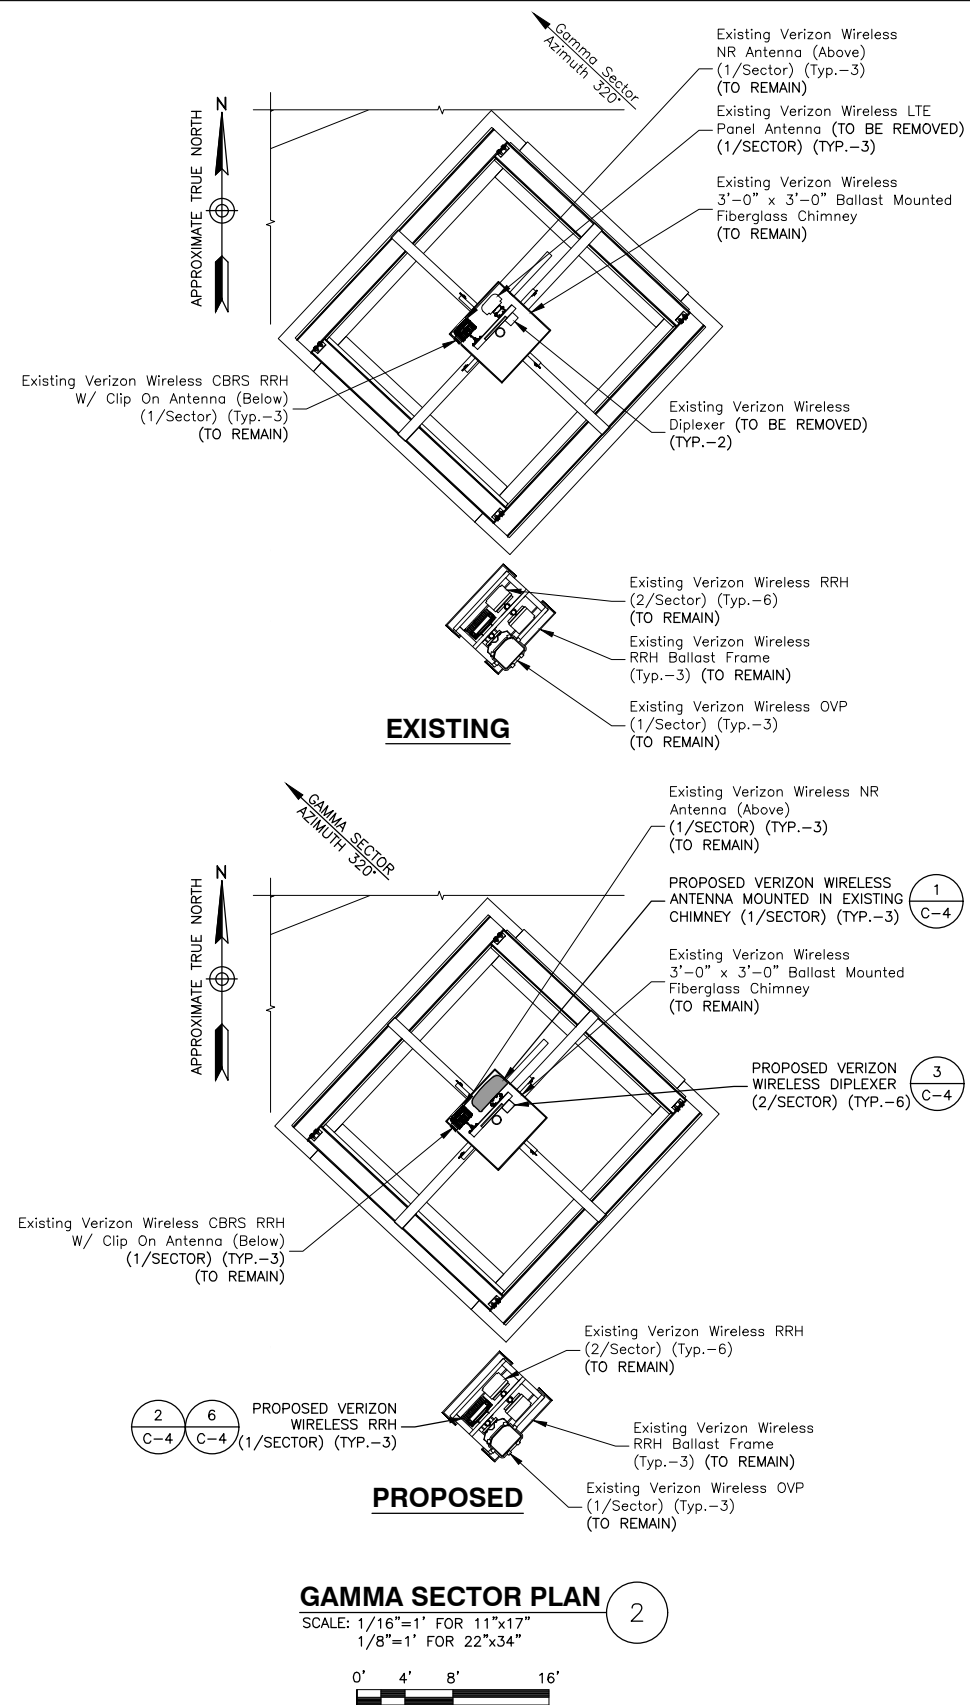 Gamma Sector
Azimuth 320°
Existing Verizon Wireless
NR Antenna (Above)
(1/Sector) (Typ.-3)
(TO REMAIN)
Existing Verizon Wireless LTE
Panel Antenna (TO BE REMOVED)
(1/SECTOR) (TYP.-3)
Existing Verizon Wireless
3'-0" x 3'-0" Ballast Mounted
Fiberglass Chimney
(TO REMAIN)
N
APPROXIMATE TRUE NORTH
Existing Verizon Wireless CBRS RRH
W/ Clip On Antenna (Below)
(1/Sector) (Typ.-3)
(TO REMAIN)
Existing Verizon Wireless
Diplexer (TO BE REMOVED)
(TYP.-2)
Existing Verizon Wireless RRH
(2/Sector) (Typ.-6)
(TO REMAIN)
Existing Verizon Wireless
RRH Ballast Frame
(Typ.-3) (TO REMAIN)
Existing Verizon Wireless OVP
(1/Sector) (Typ.-3)
(TO REMAIN)
EXISTING
GAMMA SECTOR
AZIMUTH 320°
Existing Verizon Wireless NR
Antenna (Above)
(1/SECTOR) (TYP.-3)
(TO REMAIN)
PROPOSED VERIZON WIRELESS
ANTENNA MOUNTED IN EXISTING
CHIMNEY (1/SECTOR) (TYP.-3)
1
C-4
Existing Verizon Wireless
3'-0" x 3'-0" Ballast Mounted
Fiberglass Chimney
(TO REMAIN)
N
APPROXIMATE TRUE NORTH
PROPOSED VERIZON
WIRELESS DIPLEXER
(2/SECTOR) (TYP.-6)
3
C-4
Existing Verizon Wireless CBRS RRH
W/ Clip On Antenna (Below)
(1/SECTOR) (TYP.-3)
(TO REMAIN)
Existing Verizon Wireless RRH
(2/Sector) (Typ.-6)
(TO REMAIN)
2
C-4
6
C-4
PROPOSED VERIZON
WIRELESS RRH
(1/SECTOR) (TYP.-3)
Existing Verizon Wireless
RRH Ballast Frame
(Typ.-3) (TO REMAIN)
Existing Verizon Wireless OVP
(1/Sector) (Typ.-3)
(TO REMAIN)
PROPOSED
GAMMA SECTOR PLAN
2
SCALE: 1/16"=1' FOR 11"x17"
1/8"=1' FOR 22"x34"
0' 4' 8' 16'